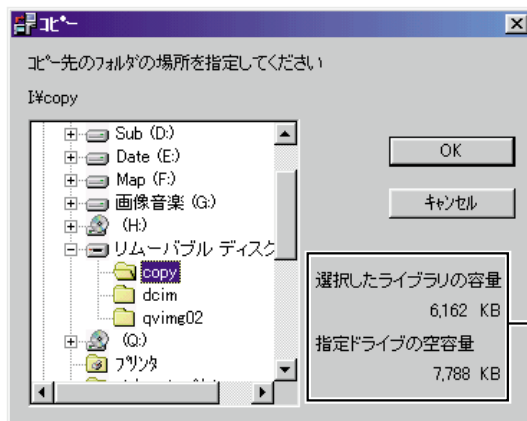 コピー
コピー先のフォルダの場所を指定してください
I¥copy
Sub (D:)
Date (E:)
Map (F:)
画像音楽 (G:)
(H:)
リムーバブル ディスク
copy
dcim
qvimg02
(Q:)
プリンタ
OK
キャンセル
選択したライブラリの容量
6,162 KB
指定ドライブの空容量
7,788 KB